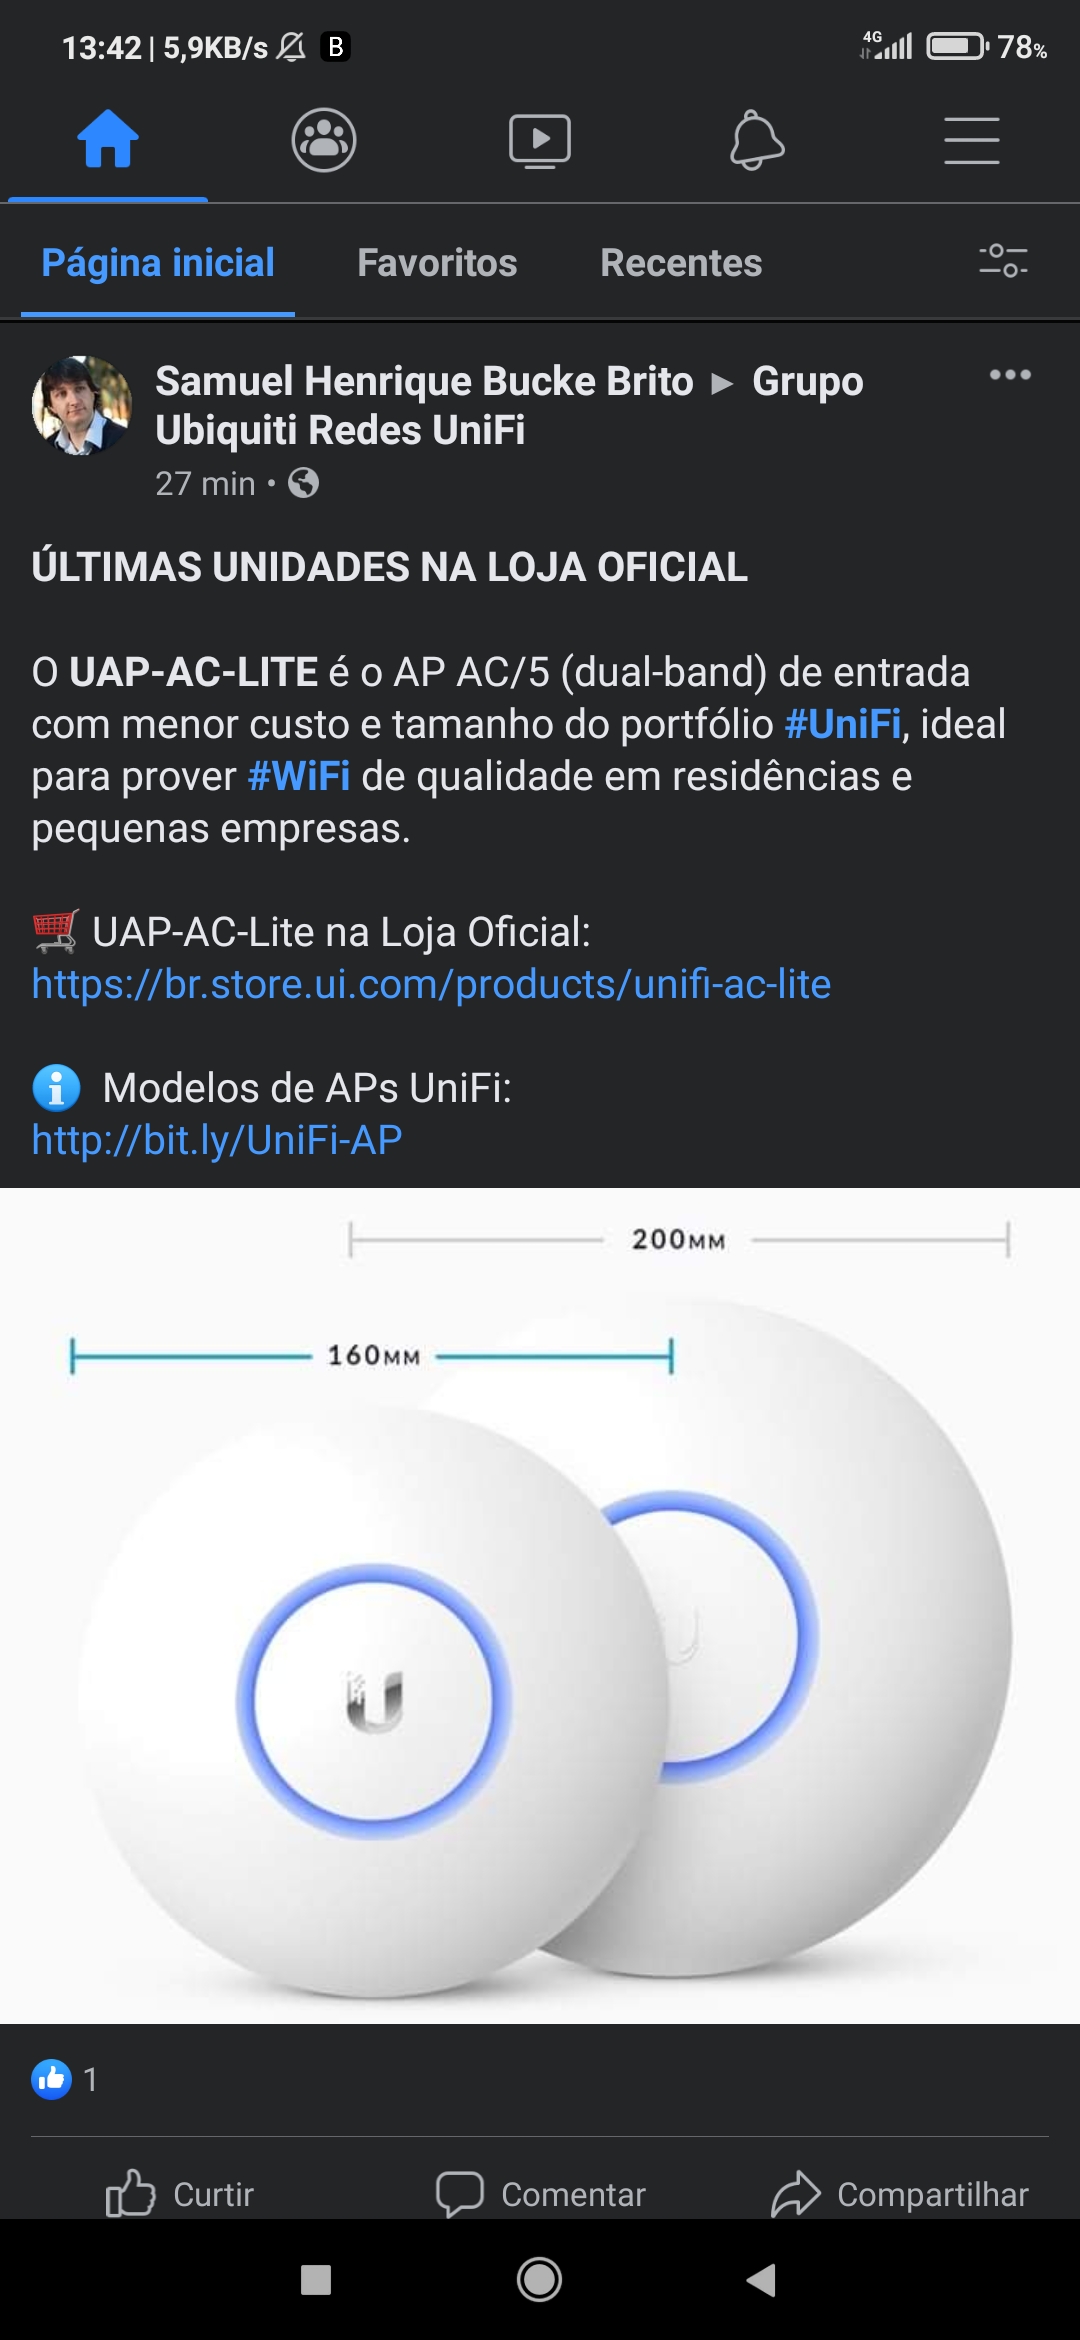 13:42 | 5,9KB/s B 4G 78%
Página inicial Favoritos Recentes
Samuel Henrique Bucke Brito ▸ Grupo
Ubiquiti Redes UniFi
27 min •
ÚLTIMAS UNIDADES NA LOJA OFICIAL
O UAP-AC-LITE é o AP AC/5 (dual-band) de entrada
com menor custo e tamanho do portfólio #UniFi, ideal
para prover #WiFi de qualidade em residências e
pequenas empresas.
🛒 UAP-AC-Lite na Loja Oficial:
https://br.store.ui.com/products/unifi-ac-lite
ℹ️ Modelos de APs UniFi:
http://bit.ly/UniFi-AP
200MM
160MM
U
U
1
Curtir Comentar Compartilhar